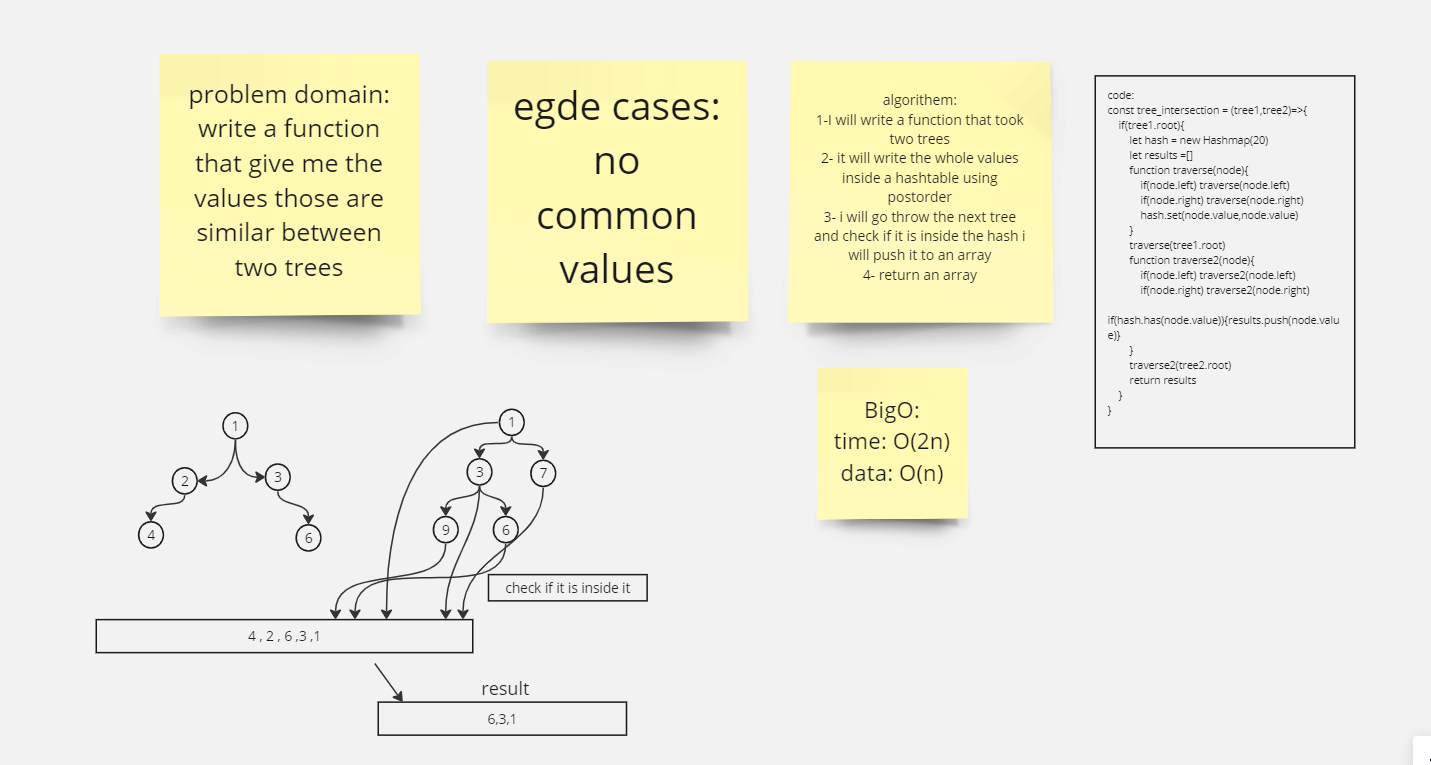 problem domain:
write a function
that give me the
values those are
similar between
two trees
egde cases:
no
common
values
algorithem:
1-I will write a function that took
two trees
2- it will write the whole values
inside a hashtable using
postorder
3- i will go throw the next tree
and check if it is inside the hash i
will push it to an array
4- return an array
code:
const tree_intersection = (tree1,tree2)=>{
if(tree1.root){
let hash = new Hashmap(20)
let results =[]
function traverse(node){
if(node.left) traverse(node.left)
if(node.right) traverse(node.right)
hash.set(node.value,node.value)
}
traverse(tree1.root)
function traverse2(node){
if(node.left) traverse2(node.left)
if(node.right) traverse2(node.right)
if(hash.has(node.value)){results.push(node.valu
e)}
}
traverse2(tree2.root)
return results
}
}
BigO:
time: O(2n)
data: O(n)
1
2
3
4
6
1
3
7
9
6
check if it is inside it
4 , 2 , 6 ,3 ,1
result
6,3,1